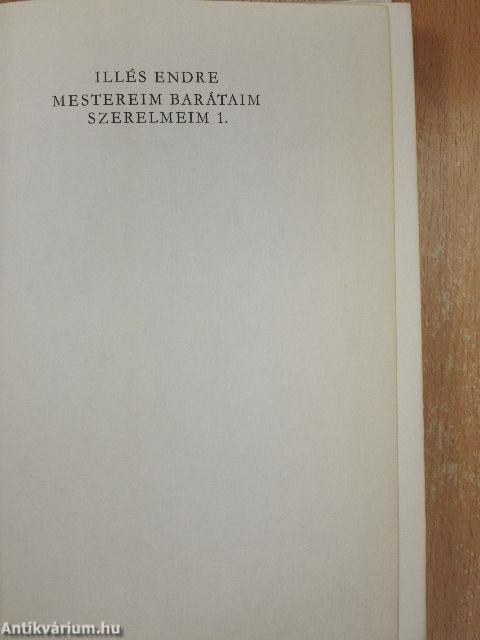 ILLÉS ENDRE
MESTEREIM BARÁTAIM
SZERELMEIM 1.
Antikvárium.hu